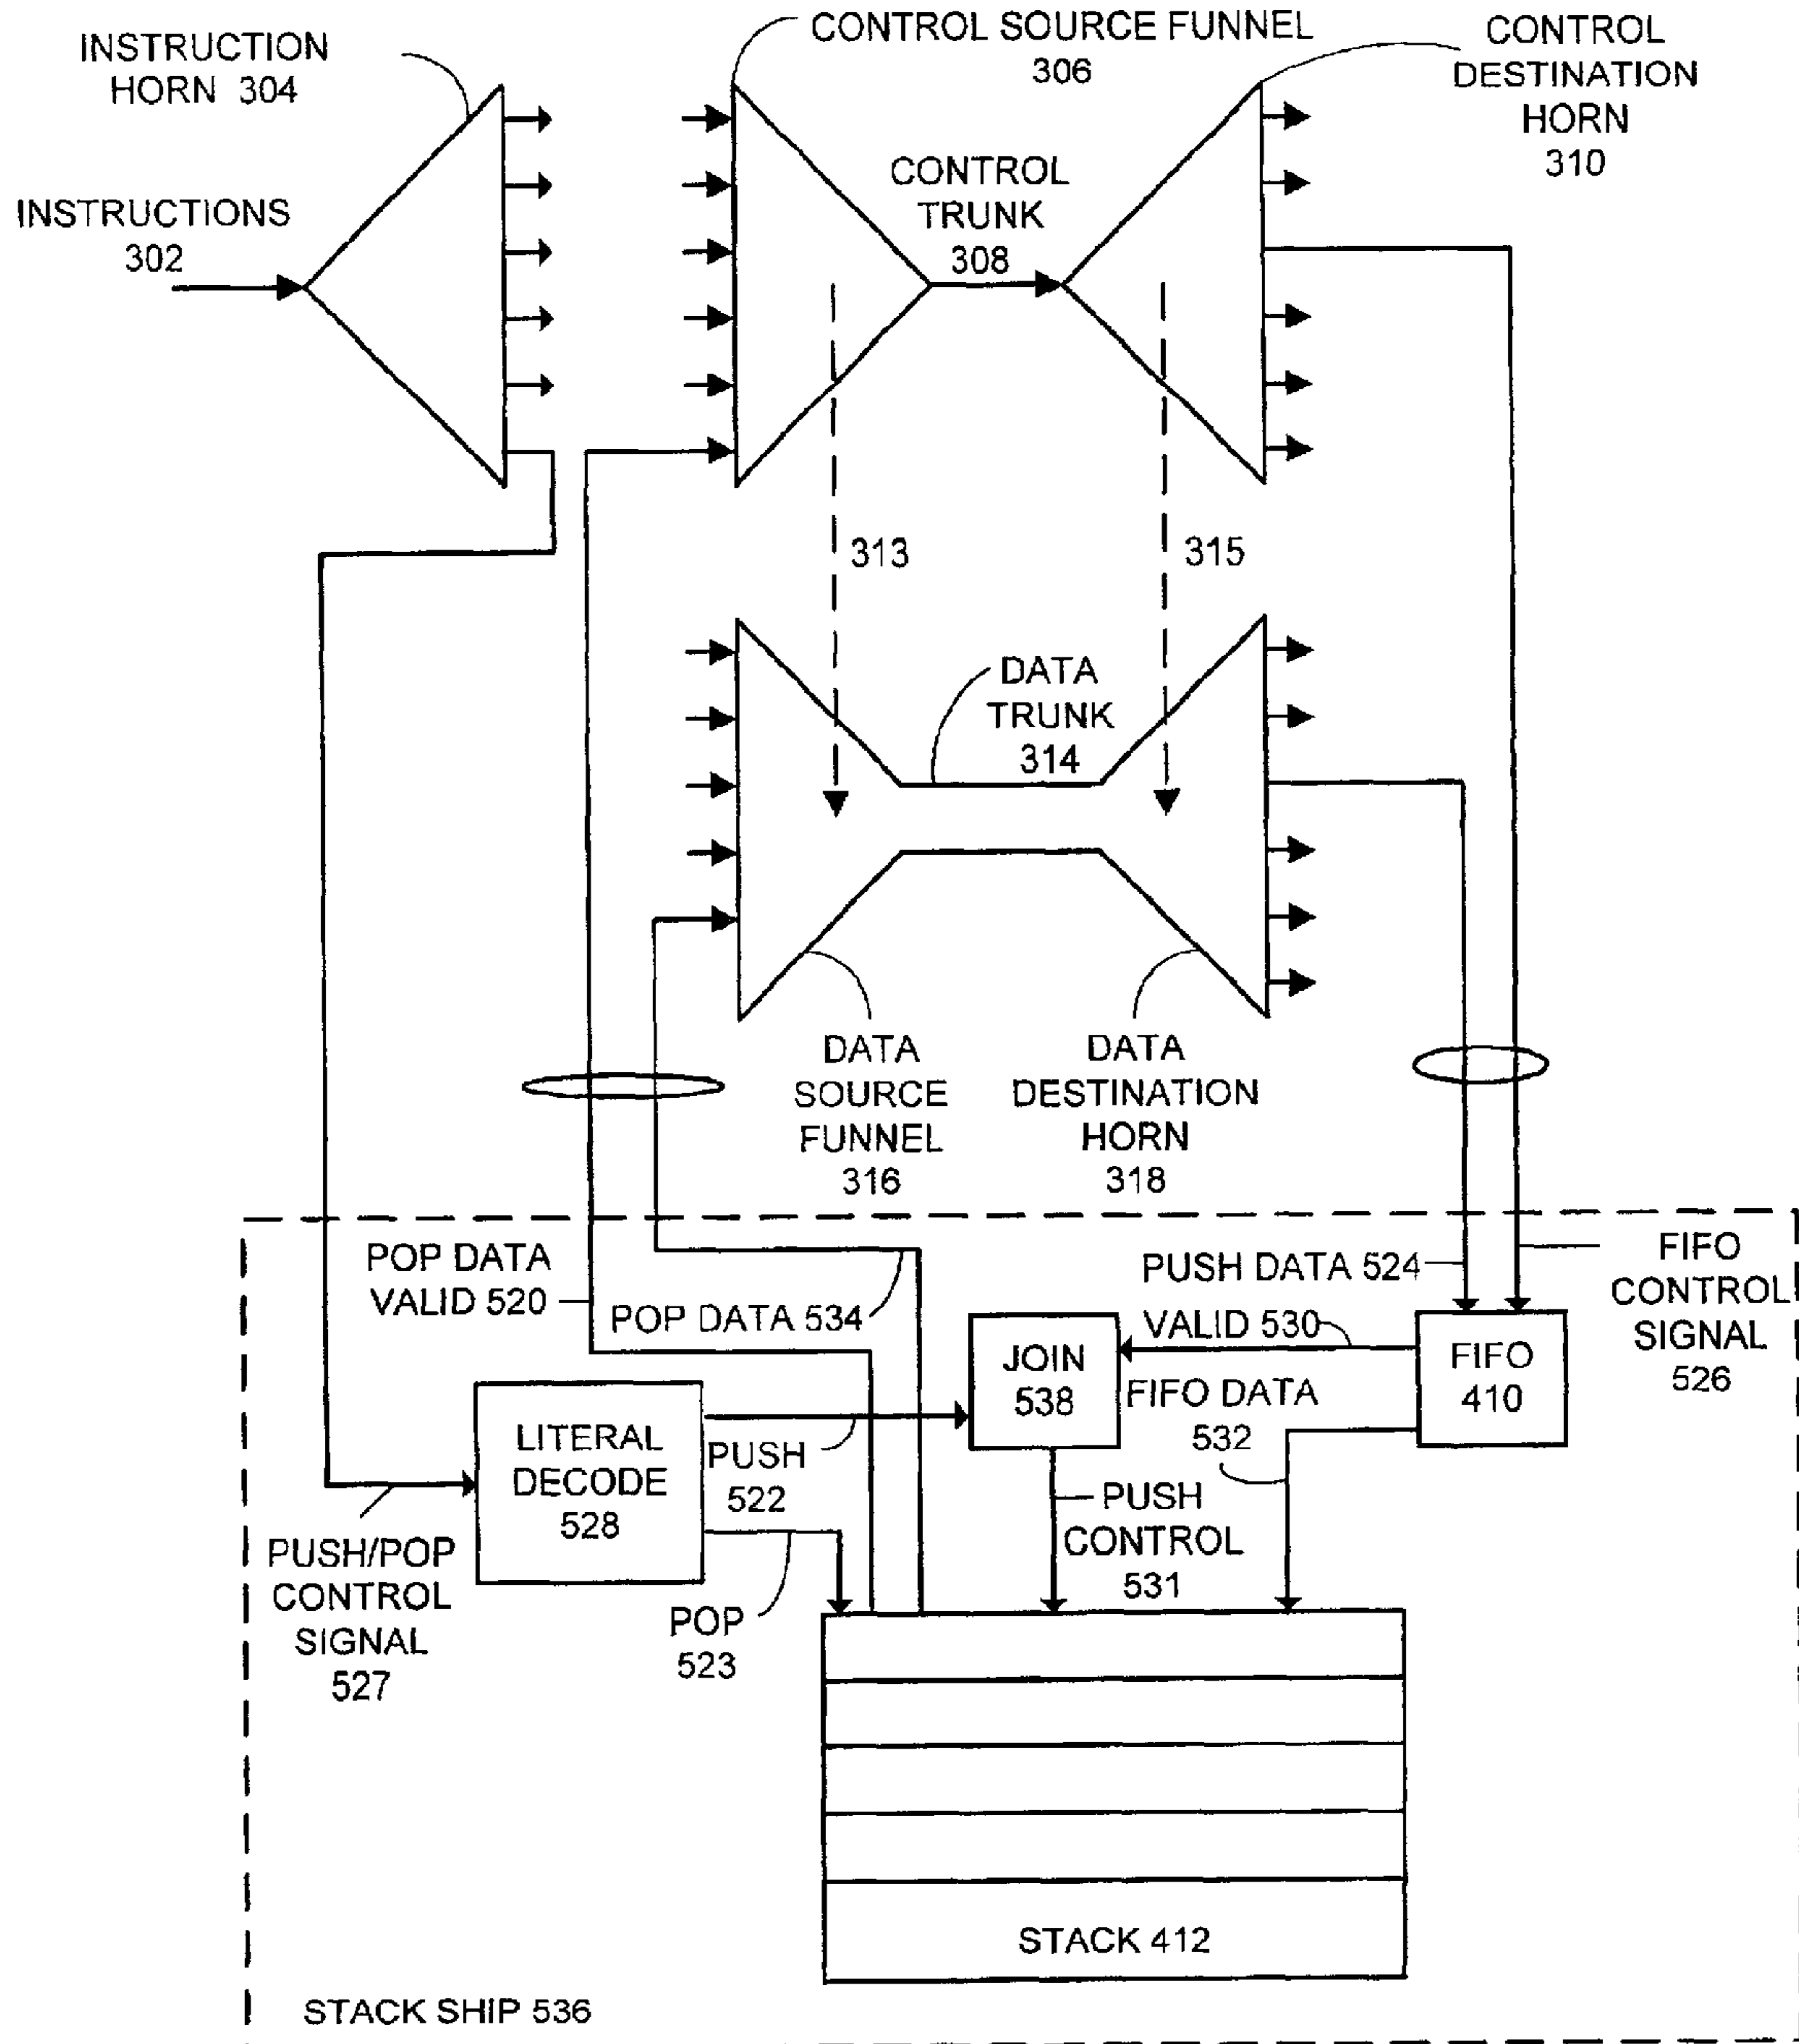 INSTRUCTION
HORN 304
CONTROL SOURCE FUNNEL
306
CONTROL
DESTINATION
HORN
310
INSTRUCTIONS
302
CONTROL
TRUNK
308
313
315
DATA
TRUNK
314
DATA
SOURCE
FUNNEL
316
DATA
DESTINATION
HORN
318
POP DATA
VALID 520
POP DATA 534
PUSH DATA 524
VALID 530
FIFO
CONTROL
SIGNAL
526
JOIN
538
FIFO DATA
532
FIFO
410
LITERAL
DECODE
528
PUSH
522
PUSH
CONTROL
531
PUSH/POP
CONTROL
SIGNAL
527
POP
523
STACK 412
STACK SHIP 536